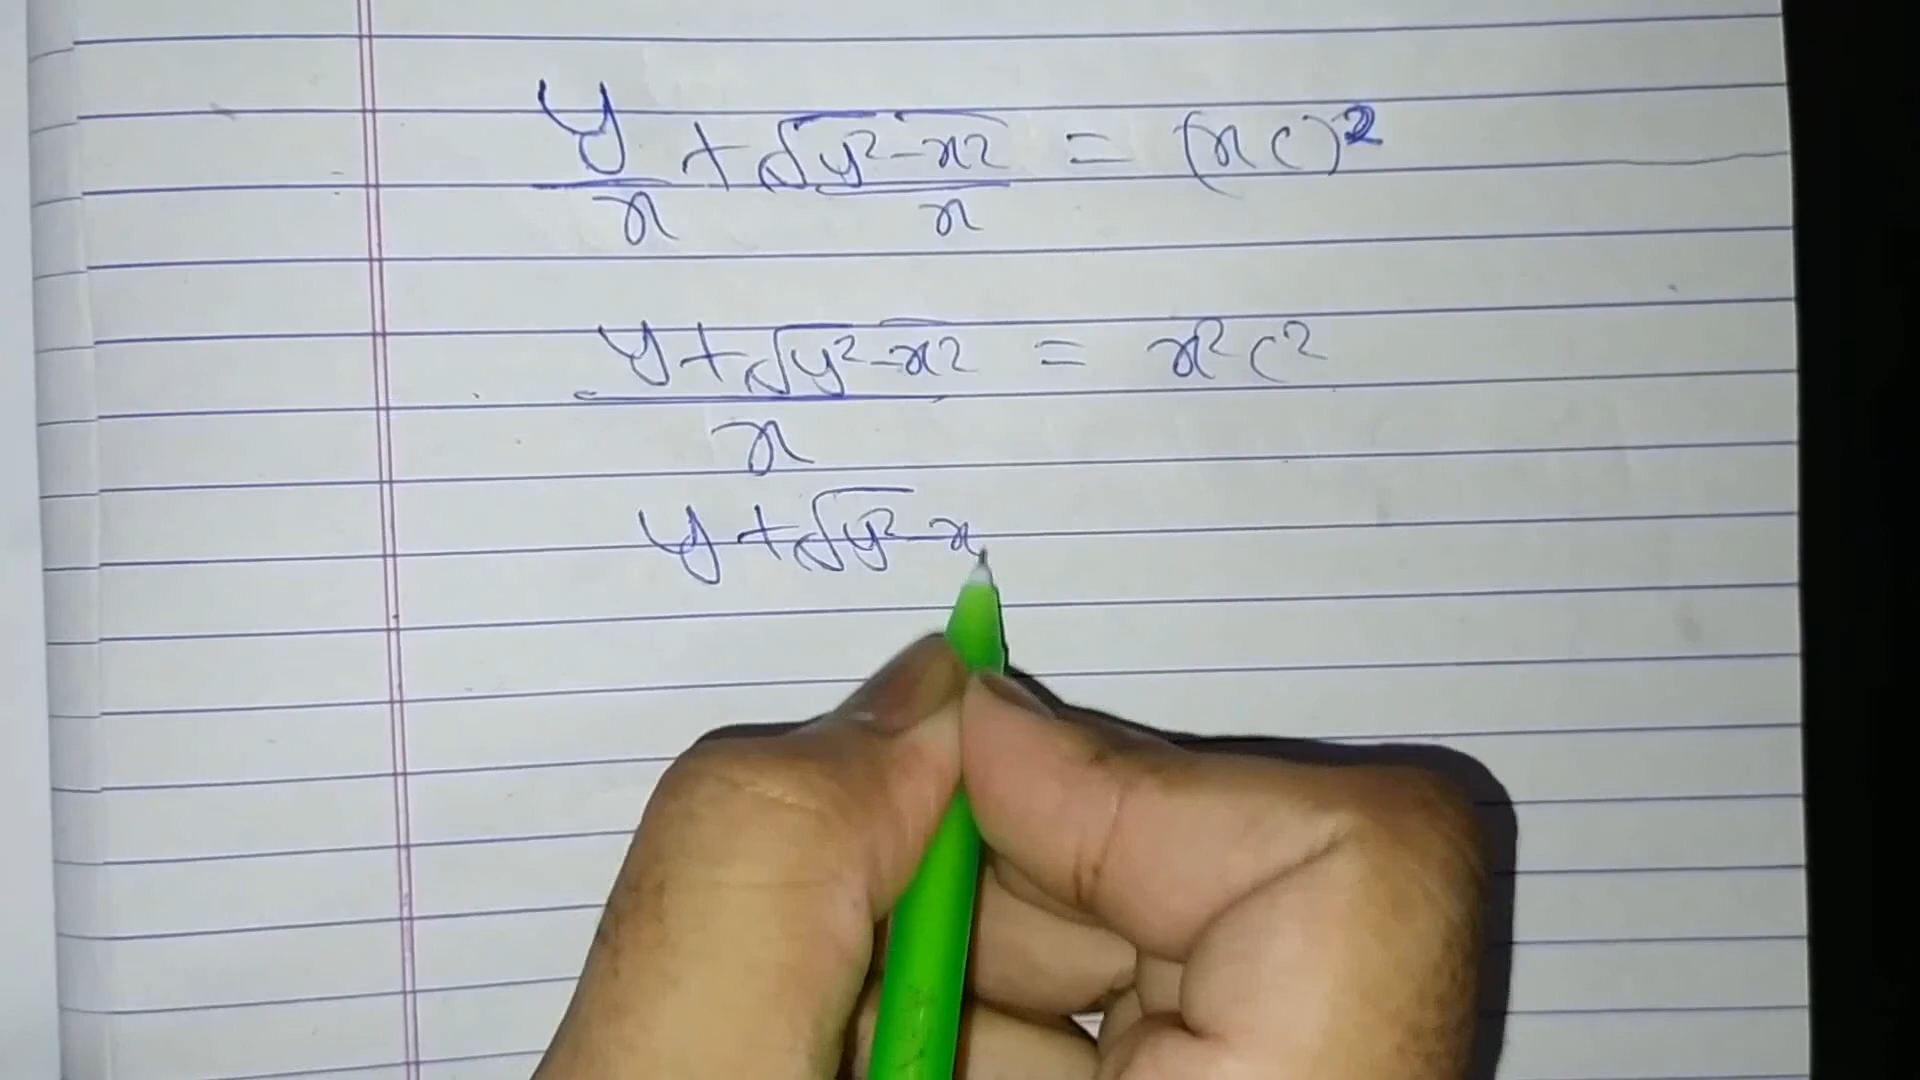 y/x + √(y²-x²)/x = (xc)²
(y+√(y²-x²))/x = x²c²
y+√y²-x